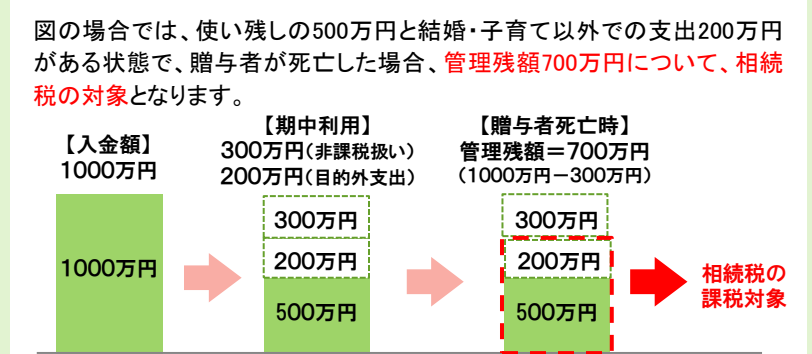 図の場合では、使い残しの500万円と結婚・子育て以外での支出200万円
がある状態で、贈与者が死亡した場合、管理残額700万円について、相続
税の対象となります。
【入金額】
1000万円
【期中利用】
300万円(非課税扱い)
200万円(目的外支出)
【贈与者死亡時】
管理残額=700万円
(1000万円-300万円)
1000万円
300万円
200万円
500万円
300万円
200万円
500万円
相続税の
課税対象